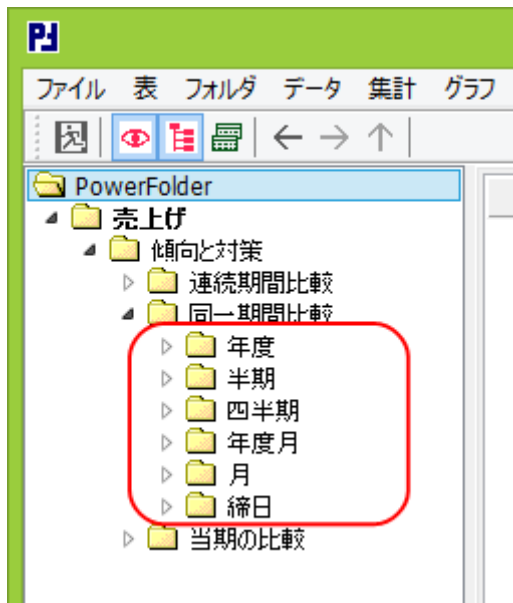 PJ
ファイル 表 フォルダ データ 集計 グラフ
PowerFolder
売上げ
傾向と対策
連続期間比較
同一期間比較
年度
半期
四半期
年度月
月
締日
当期の比較